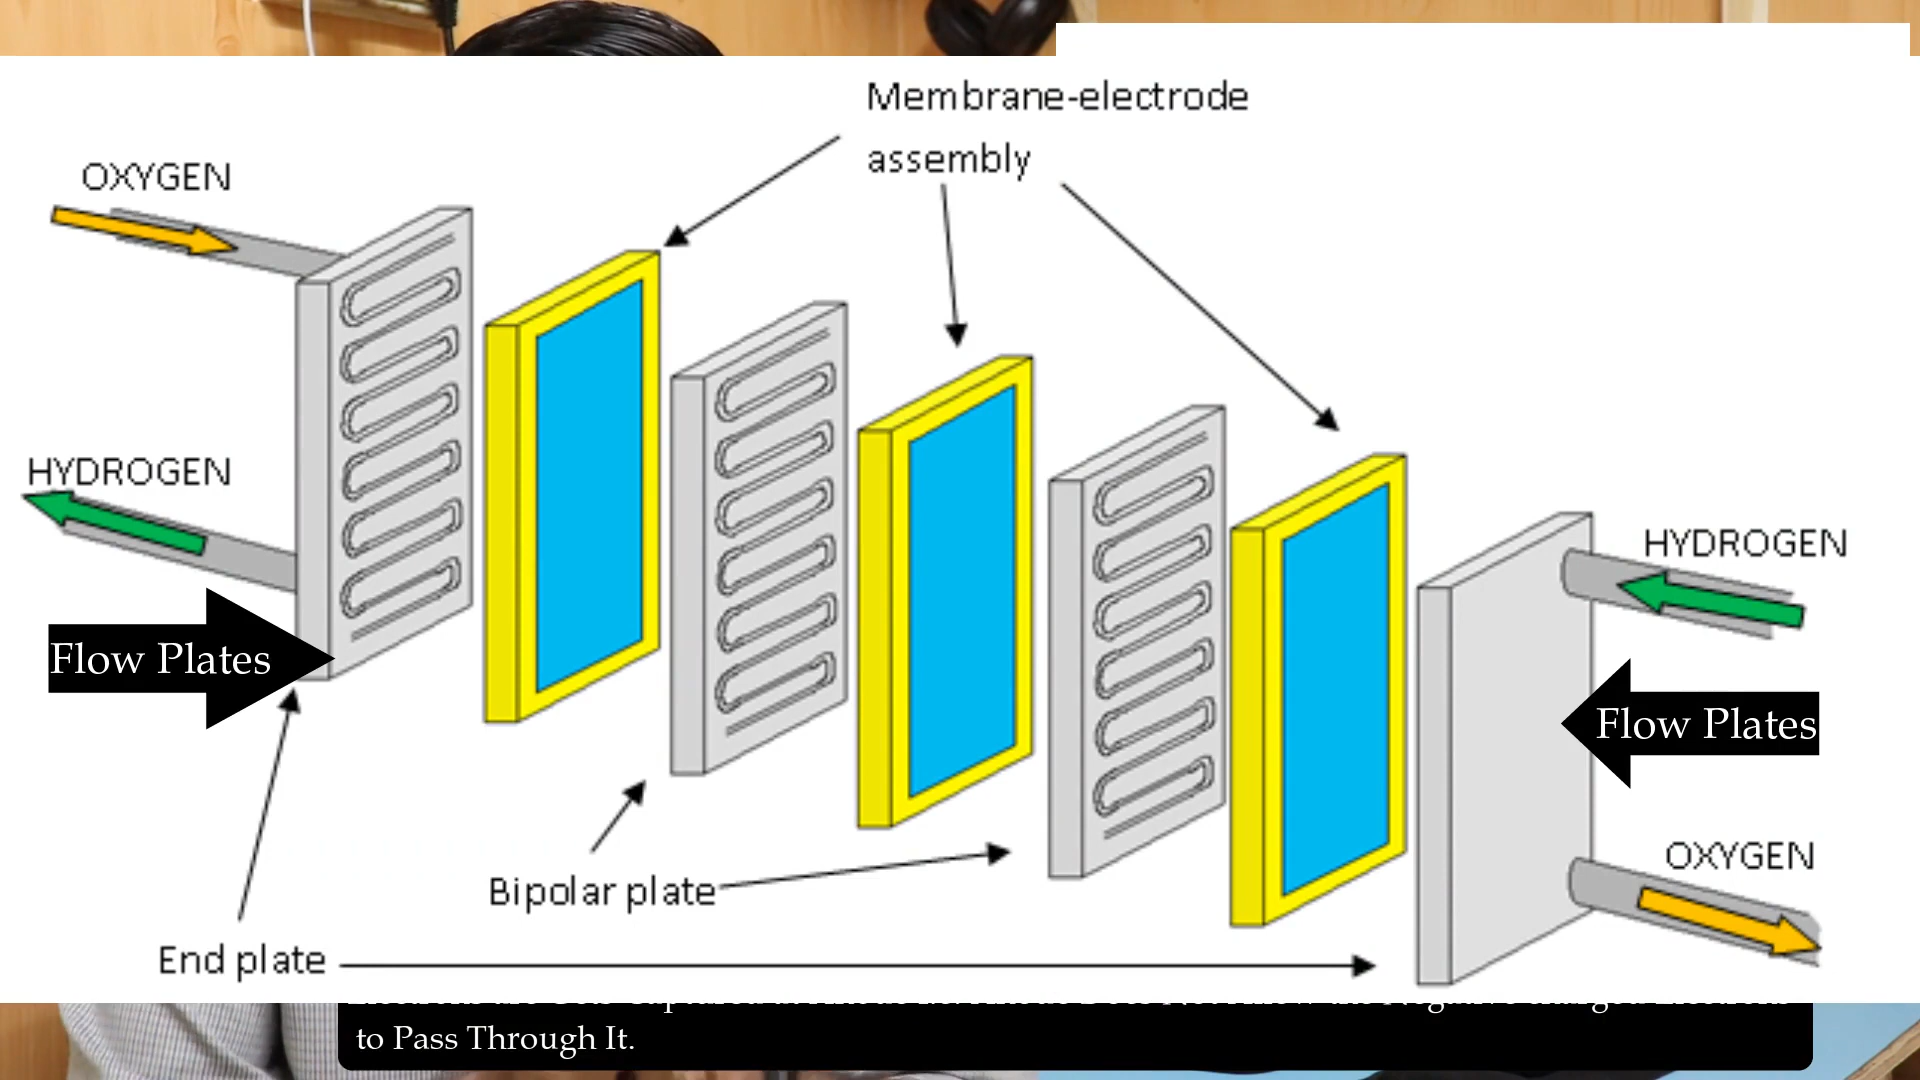 Membrane-electrode
assembly
OXYGEN
HYDROGEN
Flow Plates
HYDROGEN
Flow Plates
OXYGEN
Bipolar plate
End plate
to Pass Through It.